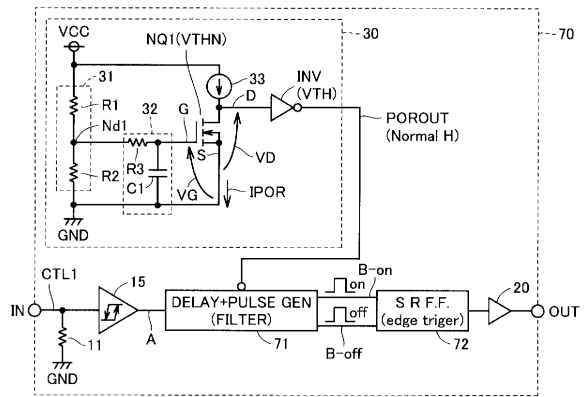 VCC
NQ1(VTHN)
30
70
31
33
INV
(VTH)
R1
Nd1
32
G
D
R3
S
R2
C1
VG
VD
IPOR
GND
POROUT
(Normal H)
CTL1
15
IN
11
GND
A
DELAY+PULSE GEN
(FILTER)
71
on
B-on
off
B-off
S R F.F.
(edge triger)
72
20
OUT